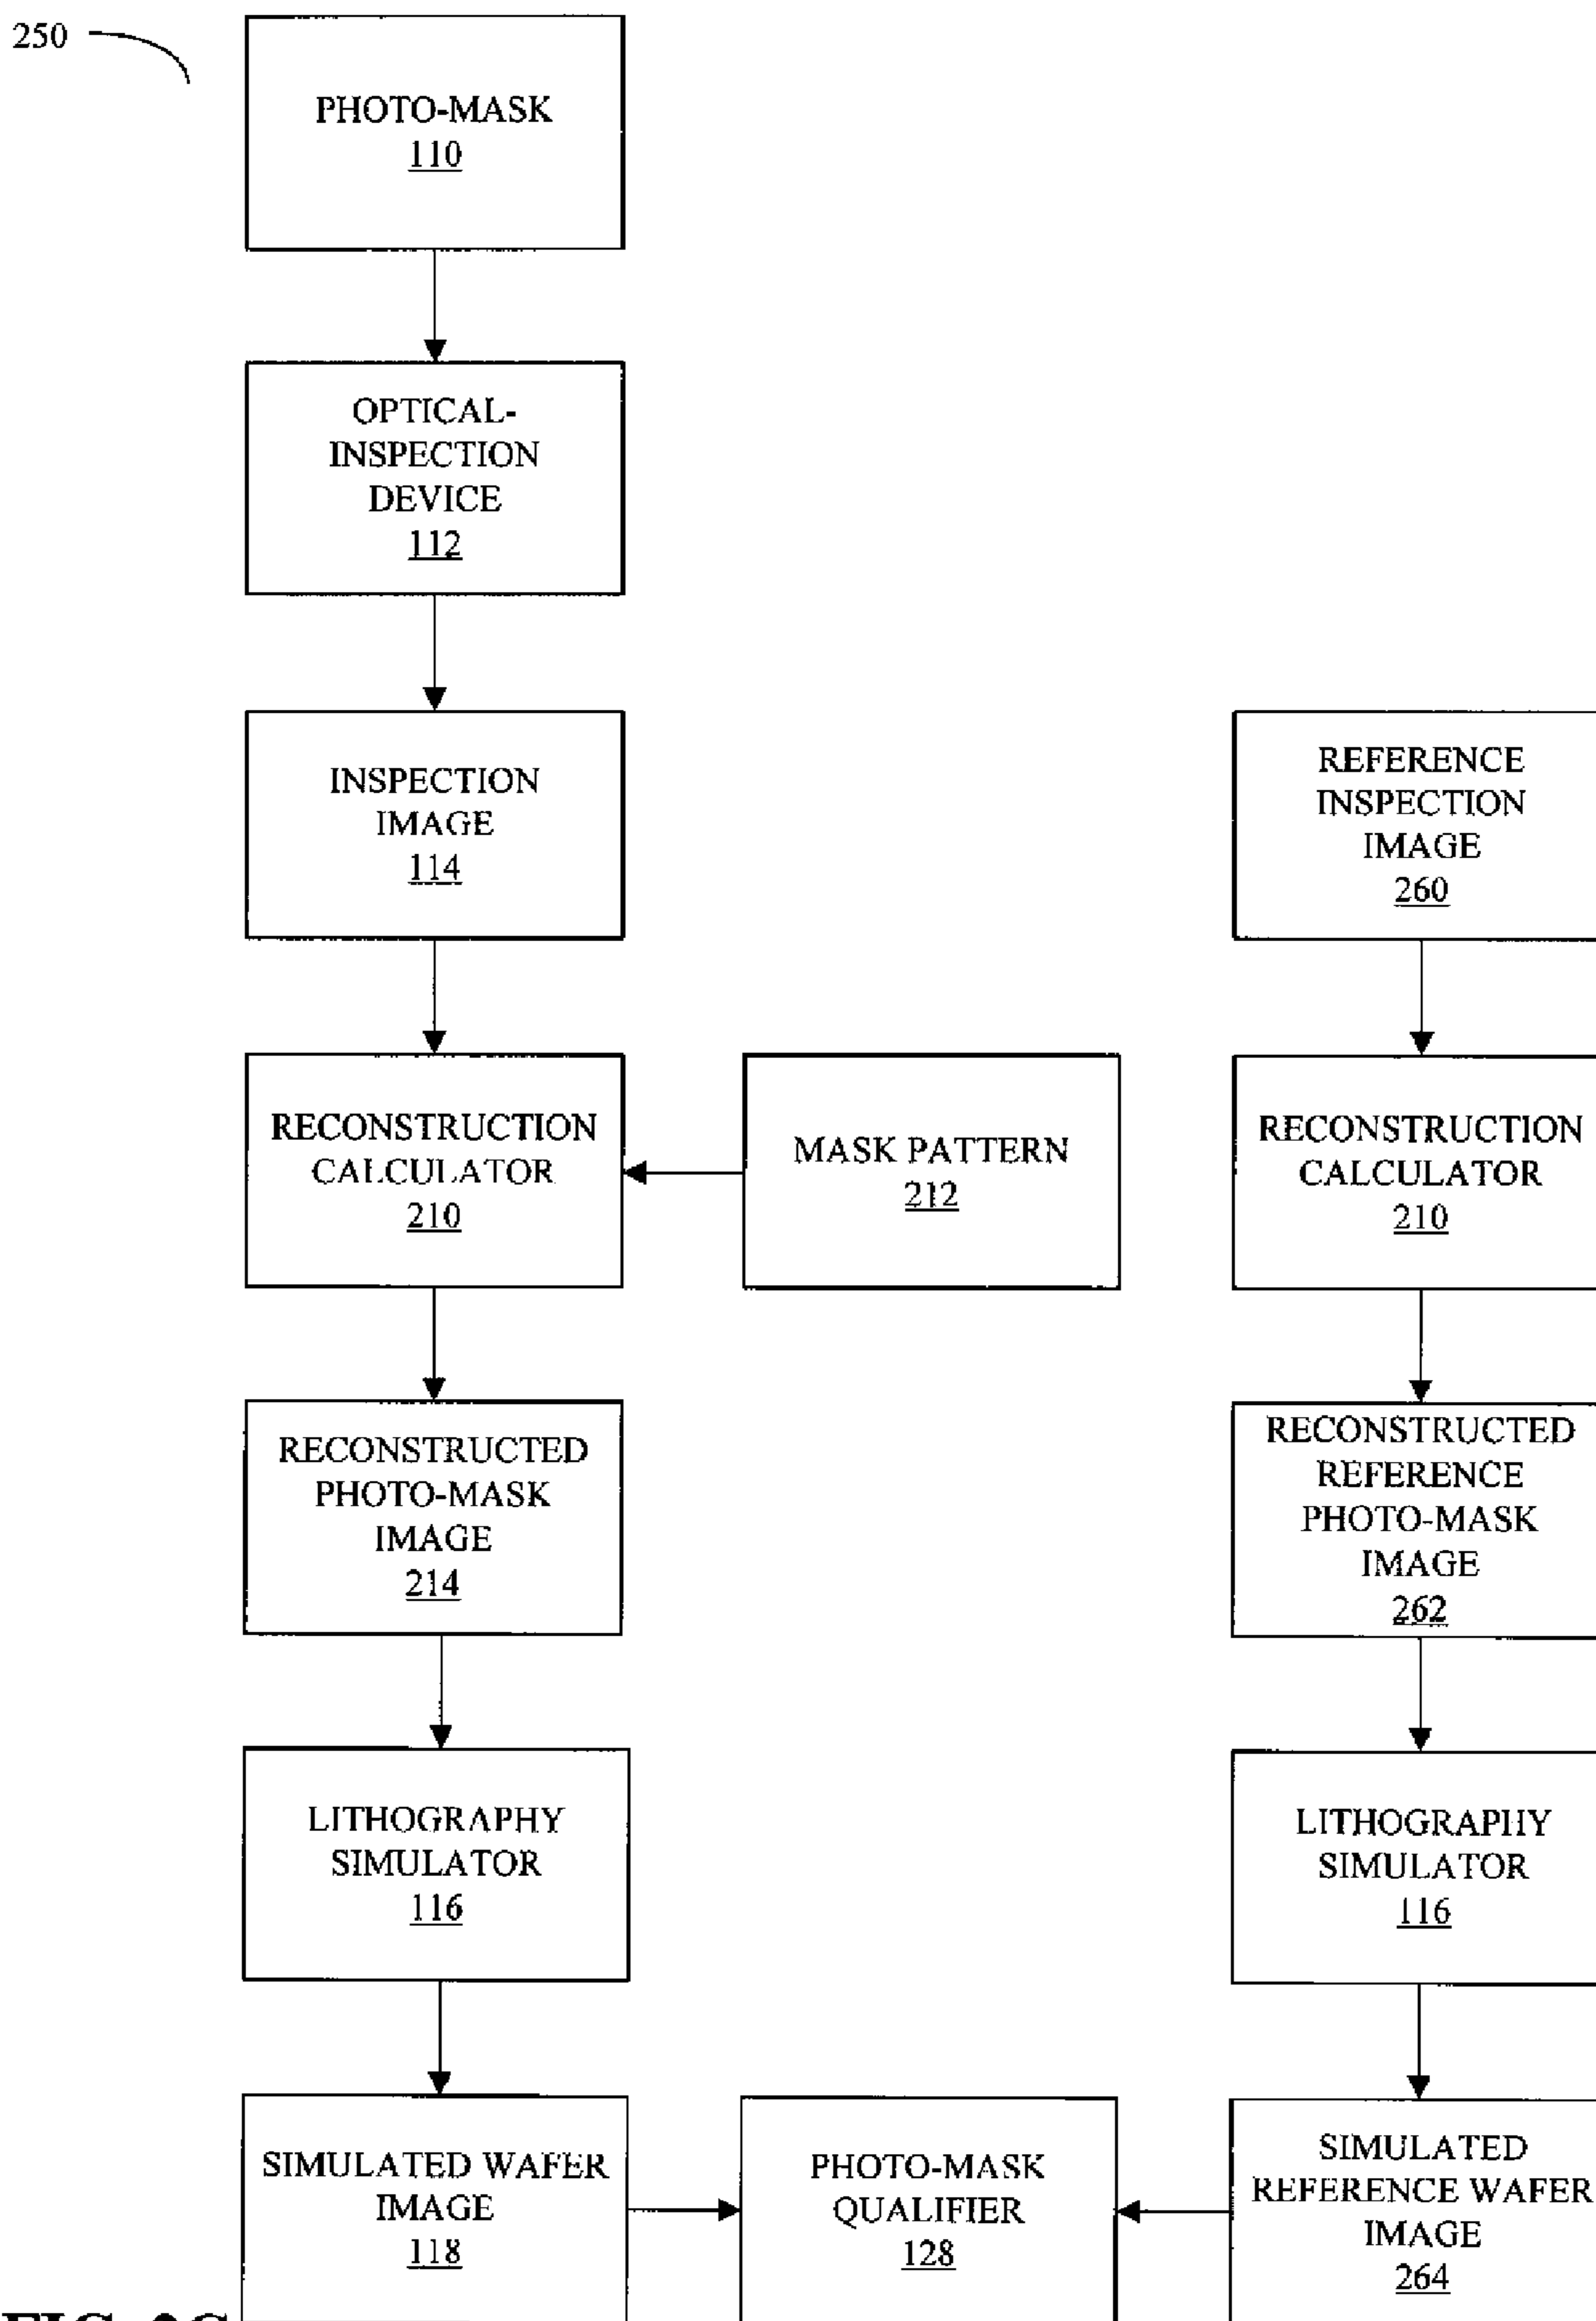 250
PHOTO-MASK
110
OPTICAL-
INSPECTION
DEVICE
112
INSPECTION
IMAGE
114
REFERENCE
INSPECTION
IMAGE
260
RECONSTRUCTION
CALCULATOR
210
MASK PATTERN
212
RECONSTRUCTION
CALCULATOR
210
RECONSTRUCTED
PHOTO-MASK
IMAGE
214
RECONSTRUCTED
REFERENCE
PHOTO-MASK
IMAGE
262
LITHOGRAPHY
SIMULATOR
116
LITHOGRAPHY
SIMULATOR
116
SIMULATED WAFER
IMAGE
118
PHOTO-MASK
QUALIFIER
128
SIMULATED
REFERENCE WAFER
IMAGE
264